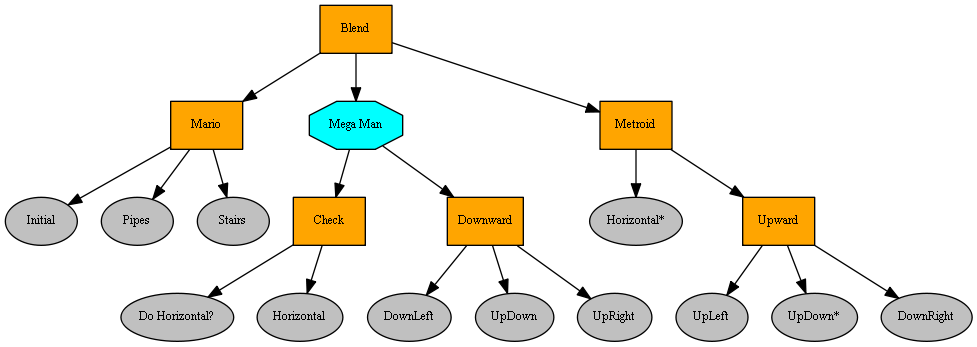 Blend
Mario
Mega Man
Metroid
Initial
Pipes
Stairs
Check
Downward
Horizontal*
Upward
Do Horizontal?
Horizontal
DownLeft
UpDown
UpRight
UpLeft
UpDown*
DownRight